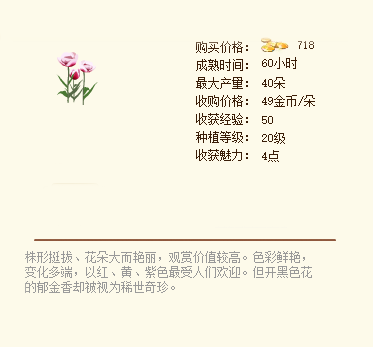 购买价格: 718
成熟时间: 60小时
最大产量: 40朵
收购价格: 49金币/朵
收获经验: 50
种植等级: 20级
收获魅力: 4点
株形挺拔、花朵大而艳丽，观赏价值较高。色彩鲜艳，
变化多端，以红、黄、紫色最受人们欢迎。但开黑色花
的郁金香却被视为稀世奇珍。